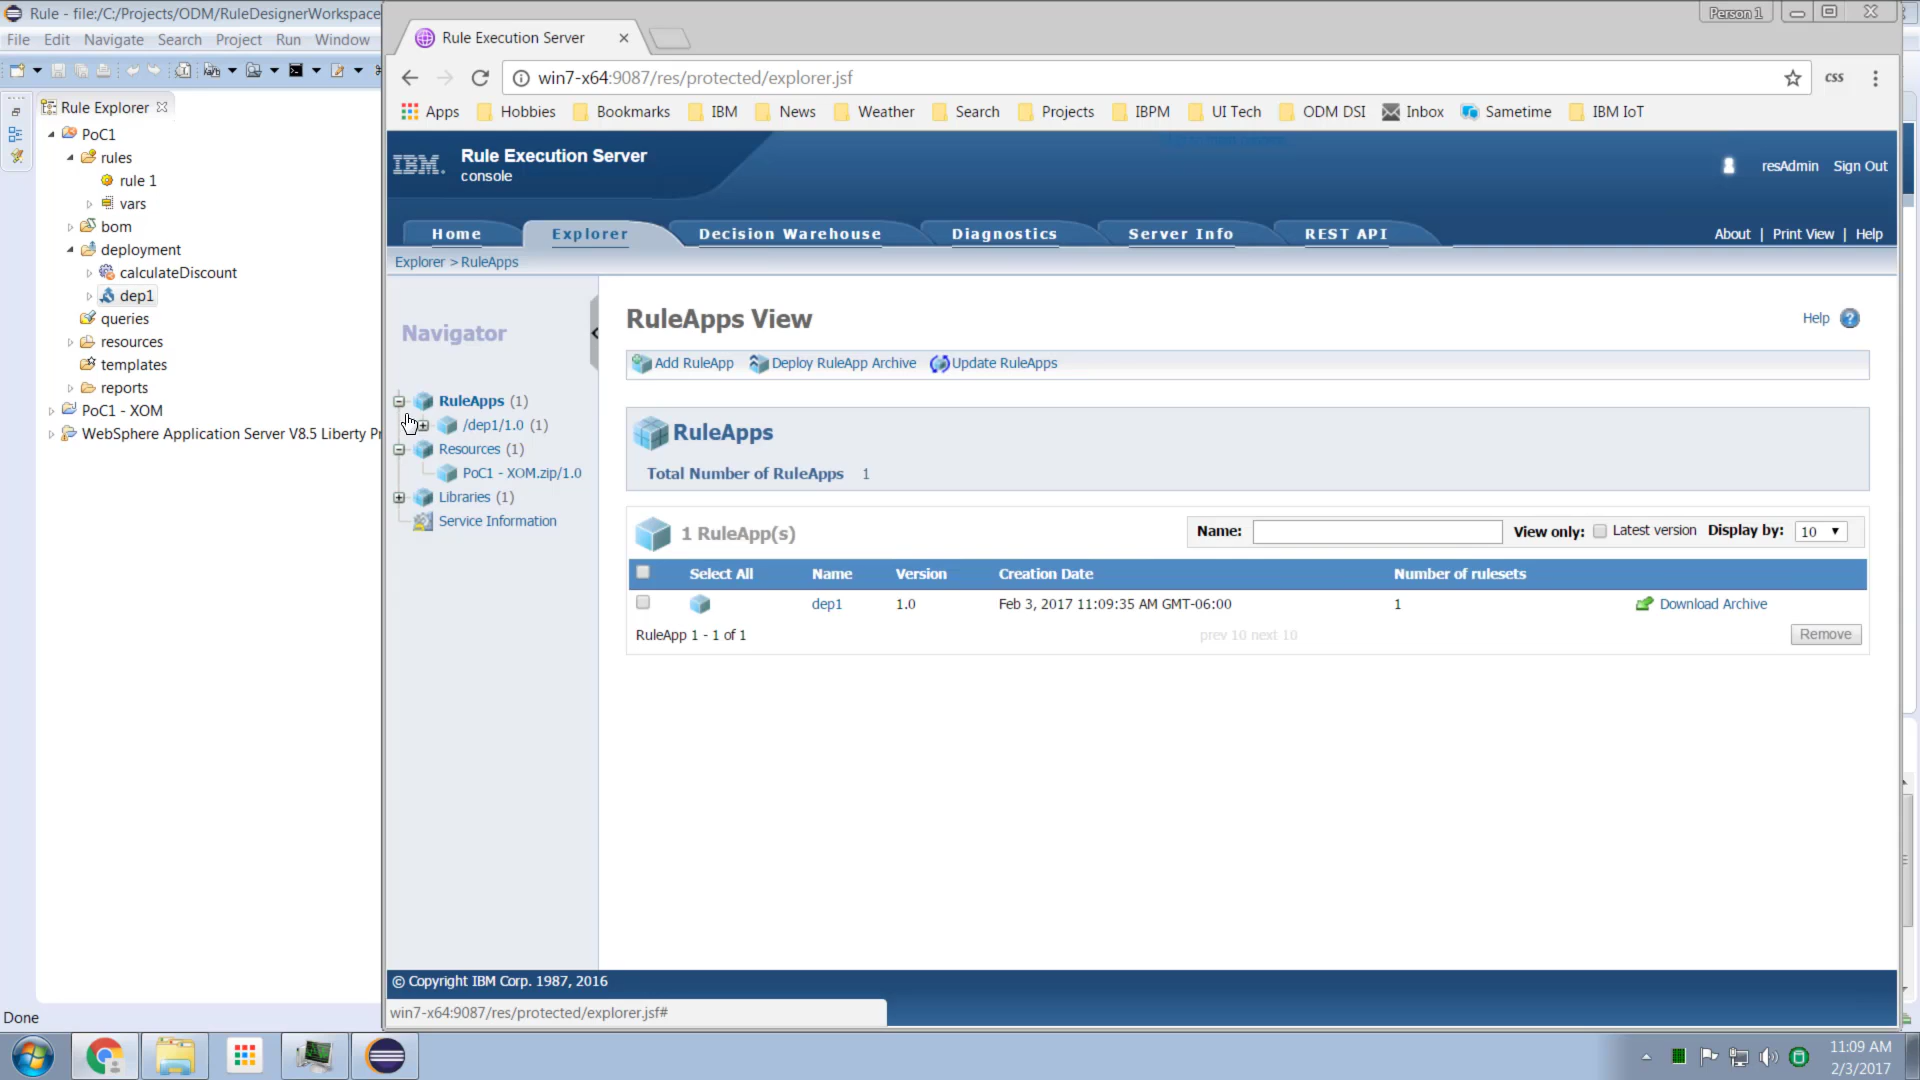 Rule - file:/C:/Projects/ODM/RuleDesignerWorkspace
File Edit Navigate Search Project Run Window
Rule Explorer
PoC1
rules
rule 1
vars
bom
deployment
calculateDiscount
dep1
queries
resources
templates
reports
PoC1 - XOM
WebSphere Application Server V8.5 Liberty Pr
Done
Person 1
Rule Execution Server
win7-x64:9087/res/protected/explorer.jsf
css
Apps Hobbies Bookmarks IBM News Weather Search Projects IBPM UI Tech ODM DSI Inbox Sametime IBM IoT
IBM.
Rule Execution Server
console
resAdmin Sign Out
Home Explorer Decision Warehouse Diagnostics Server Info REST API
About | Print View | Help
Explorer > RuleApps
Navigator
RuleApps (1)
/dep1/1.0 (1)
Resources (1)
PoC1 - XOM.zip/1.0
Libraries (1)
Service Information
RuleApps View
Help ?
Add RuleApp Deploy RuleApp Archive Update RuleApps
RuleApps
Total Number of RuleApps 1
1 RuleApp(s)
Name: View only: Latest version Display by: 10
Select All Name Version Creation Date Number of rulesets
dep1 1.0 Feb 3, 2017 11:09:35 AM GMT-06:00 1 Download Archive
RuleApp 1 - 1 of 1 prev 10 next 10 Remove
© Copyright IBM Corp. 1987, 2016
win7-x64:9087/res/protected/explorer.jsf#
11:09 AM
2/3/2017